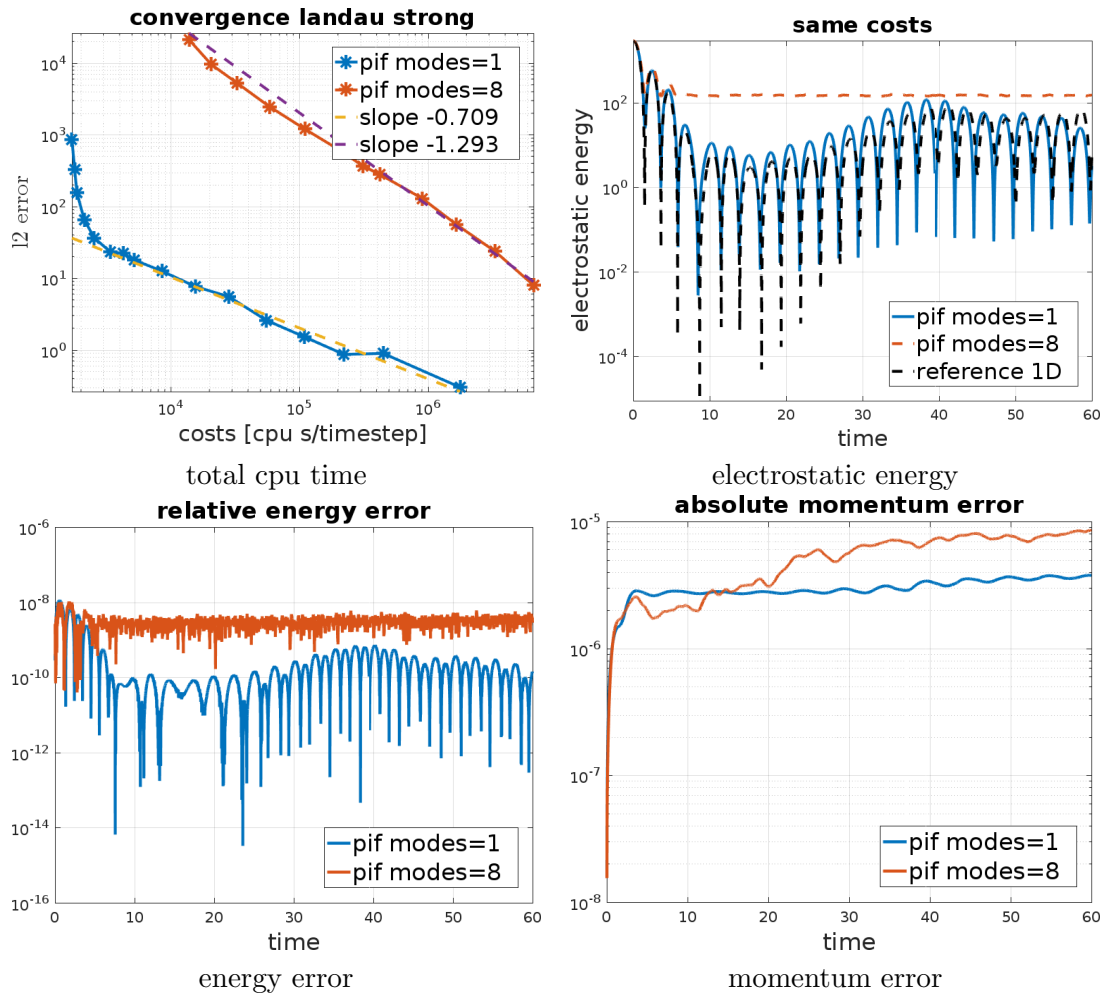 convergence landau strong
10^4
10^3
10^2
10^1
10^0
l2 error
pif modes=1
pif modes=8
slope -0.709
slope -1.293
10^4
10^5
10^6
costs [cpu s/timestep]
total cpu time
same costs
10^2
10^0
10^-2
10^-4
electrostatic energy
pif modes=1
pif modes=8
reference 1D
0 10 20 30 40 50 60
time
electrostatic energy
relative energy error
10^-6
10^-8
10^-10
10^-12
10^-14
10^-16
pif modes=1
pif modes=8
0 10 20 30 40 50 60
time
energy error
absolute momentum error
10^-5
10^-6
10^-7
10^-8
pif modes=1
pif modes=8
0 10 20 30 40 50 60
time
momentum error